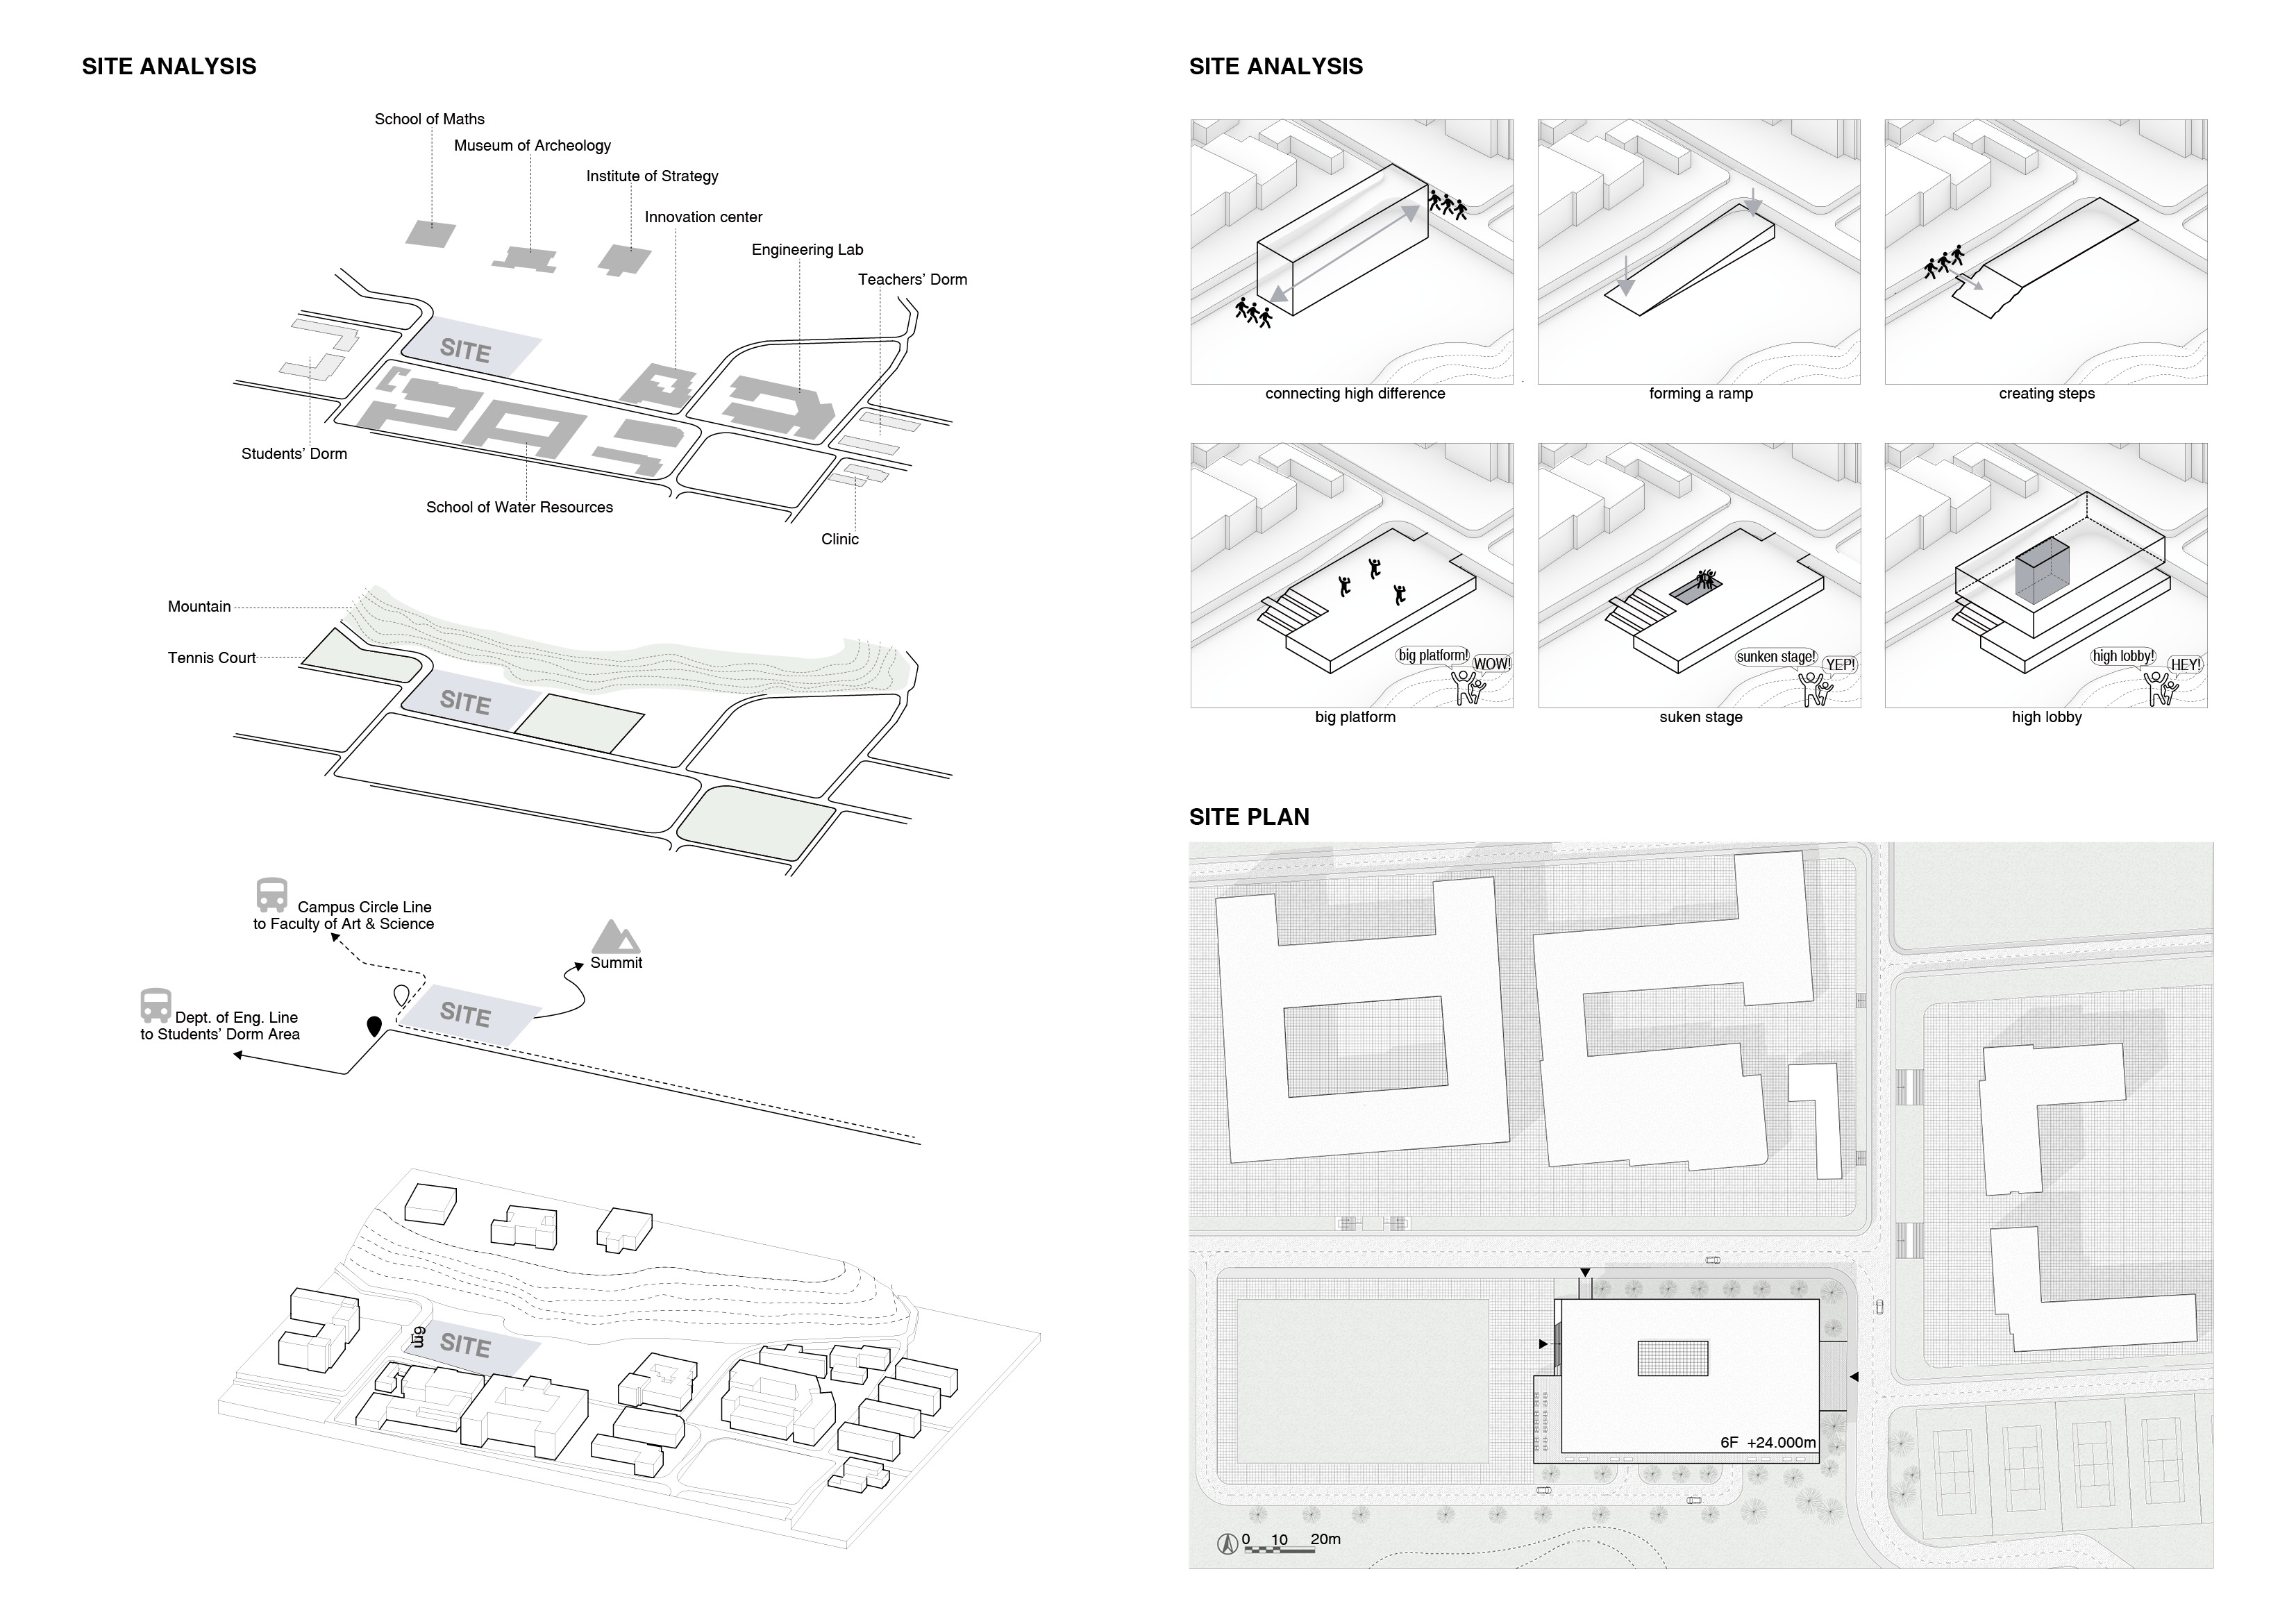 SITE ANALYSIS
School of Maths
Museum of Archeology
Institute of Strategy
Innovation center
Engineering Lab
Teachers’ Dorm
SITE
Students’ Dorm
School of Water Resources
Clinic
Mountain
Tennis Court
SITE
Campus Circle Line
to Faculty of Art & Science
Summit
Dept. of Eng. Line
to Students’ Dorm Area
SITE
6m
SITE
SITE ANALYSIS
connecting high difference
forming a ramp
creating steps
big platform!
WOW!
big platform
sunken stage!
YEP!
suken stage
high lobby!
HEY!
high lobby
SITE PLAN
6F +24.000m
0 10 20m